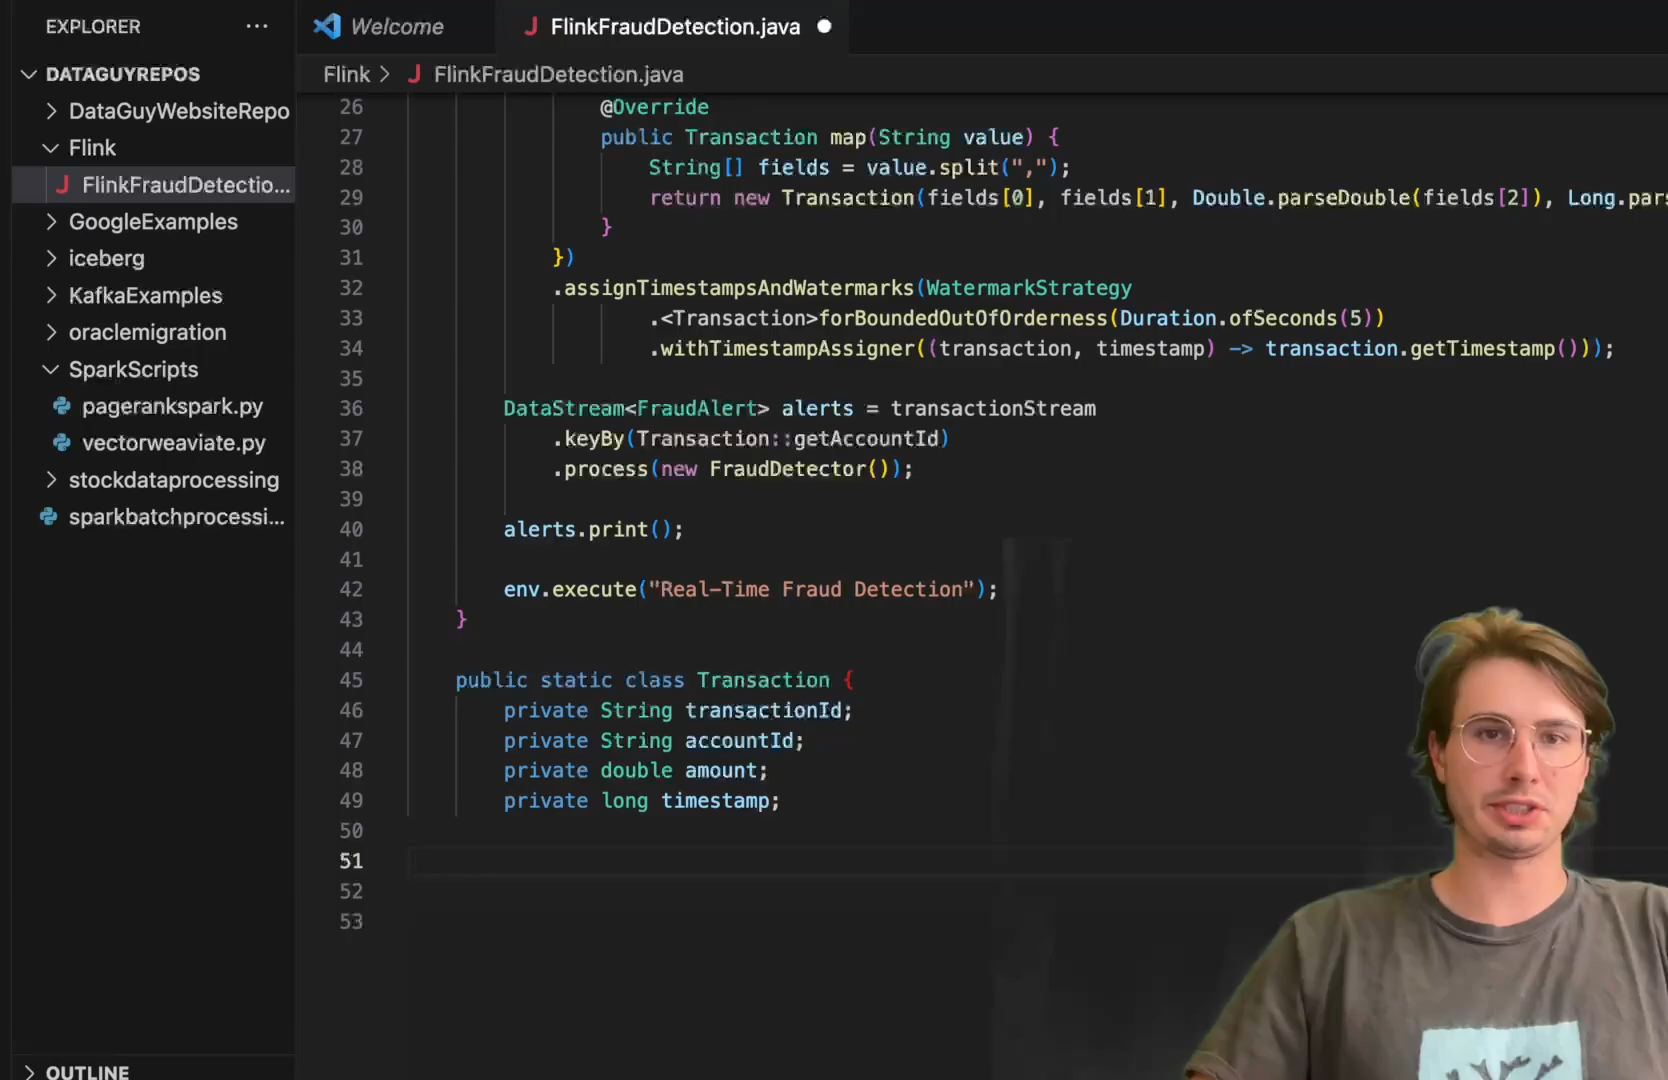 EXPLORER
DATAGUYREPOS
DataGuyWebsiteRepo
Flink
FlinkFraudDetectio...
GoogleExamples
iceberg
KafkaExamples
oraclemigration
SparkScripts
pagerankspark.py
vectorweaviate.py
stockdataprocessing
sparkbatchprocessi...
OUTLINE
Welcome
FlinkFraudDetection.java
Flink > FlinkFraudDetection.java
26 @Override
27 public Transaction map(String value) {
28 String[] fields = value.split(",");
29 return new Transaction(fields[0], fields[1], Double.parseDouble(fields[2]), Long.pars
30 }
31 })
32 .assignTimestampsAndWatermarks(WatermarkStrategy
33 .<Transaction>forBoundedOutOfOrderness(Duration.ofSeconds(5))
34 .withTimestampAssigner((transaction, timestamp) -> transaction.getTimestamp()));
35
36 DataStream<FraudAlert> alerts = transactionStream
37 .keyBy(Transaction::getAccountId)
38 .process(new FraudDetector());
39
40 alerts.print();
41
42 env.execute("Real-Time Fraud Detection");
43 }
44
45 public static class Transaction {
46 private String transactionId;
47 private String accountId;
48 private double amount;
49 private long timestamp;
50
51
52
53